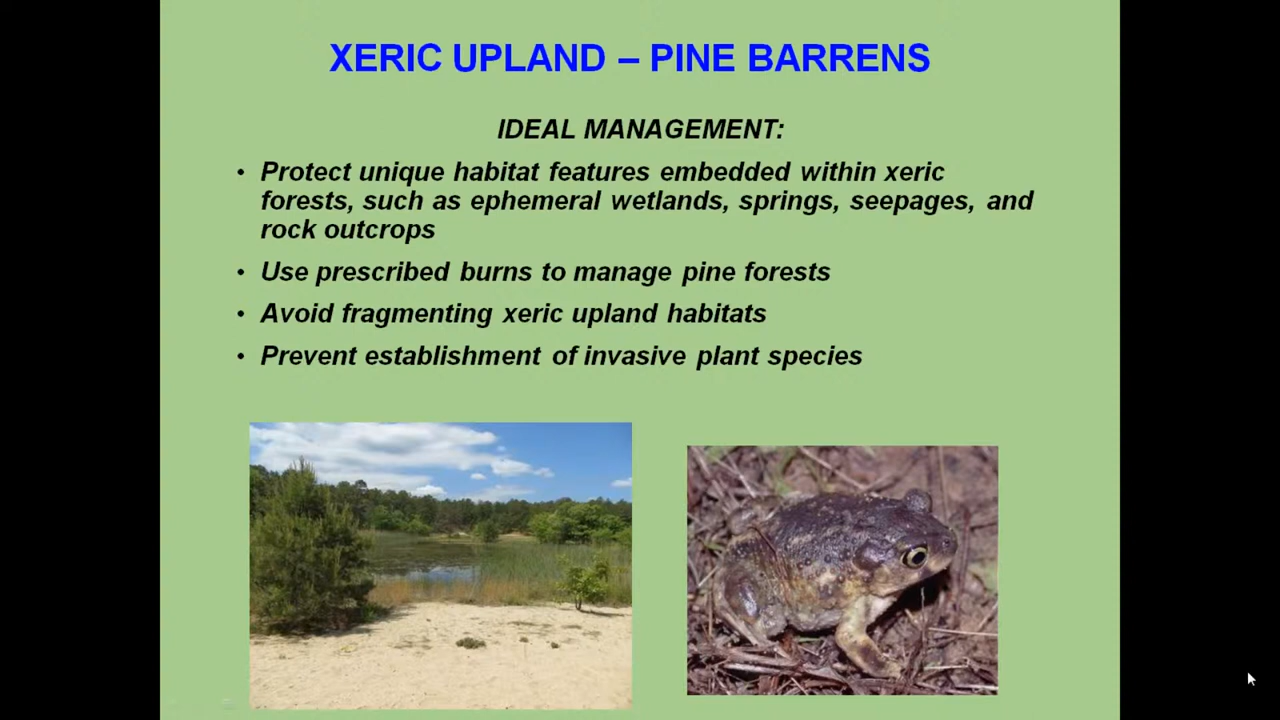 XERIC UPLAND – PINE BARRENS
IDEAL MANAGEMENT:
• Protect unique habitat features embedded within xeric
forests, such as ephemeral wetlands, springs, seepages, and
rock outcrops
• Use prescribed burns to manage pine forests
• Avoid fragmenting xeric upland habitats
• Prevent establishment of invasive plant species